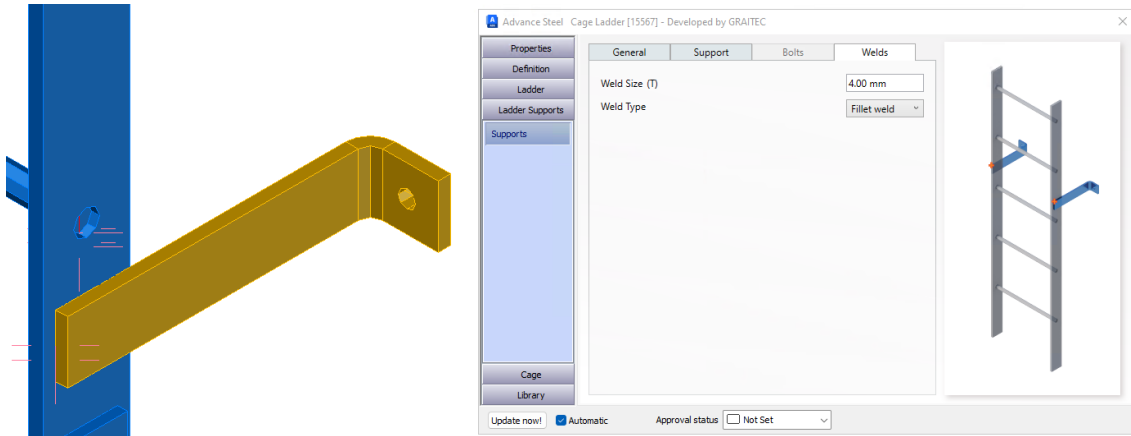 Advance Steel Cage Ladder [15567] - Developed by GRAITEC
Properties
Definition
Ladder
Ladder Supports
Supports
Cage
Library
General Support Bolts Welds
Weld Size (T) 4.00 mm
Weld Type Fillet weld
Update now! Automatic Approval status Not Set